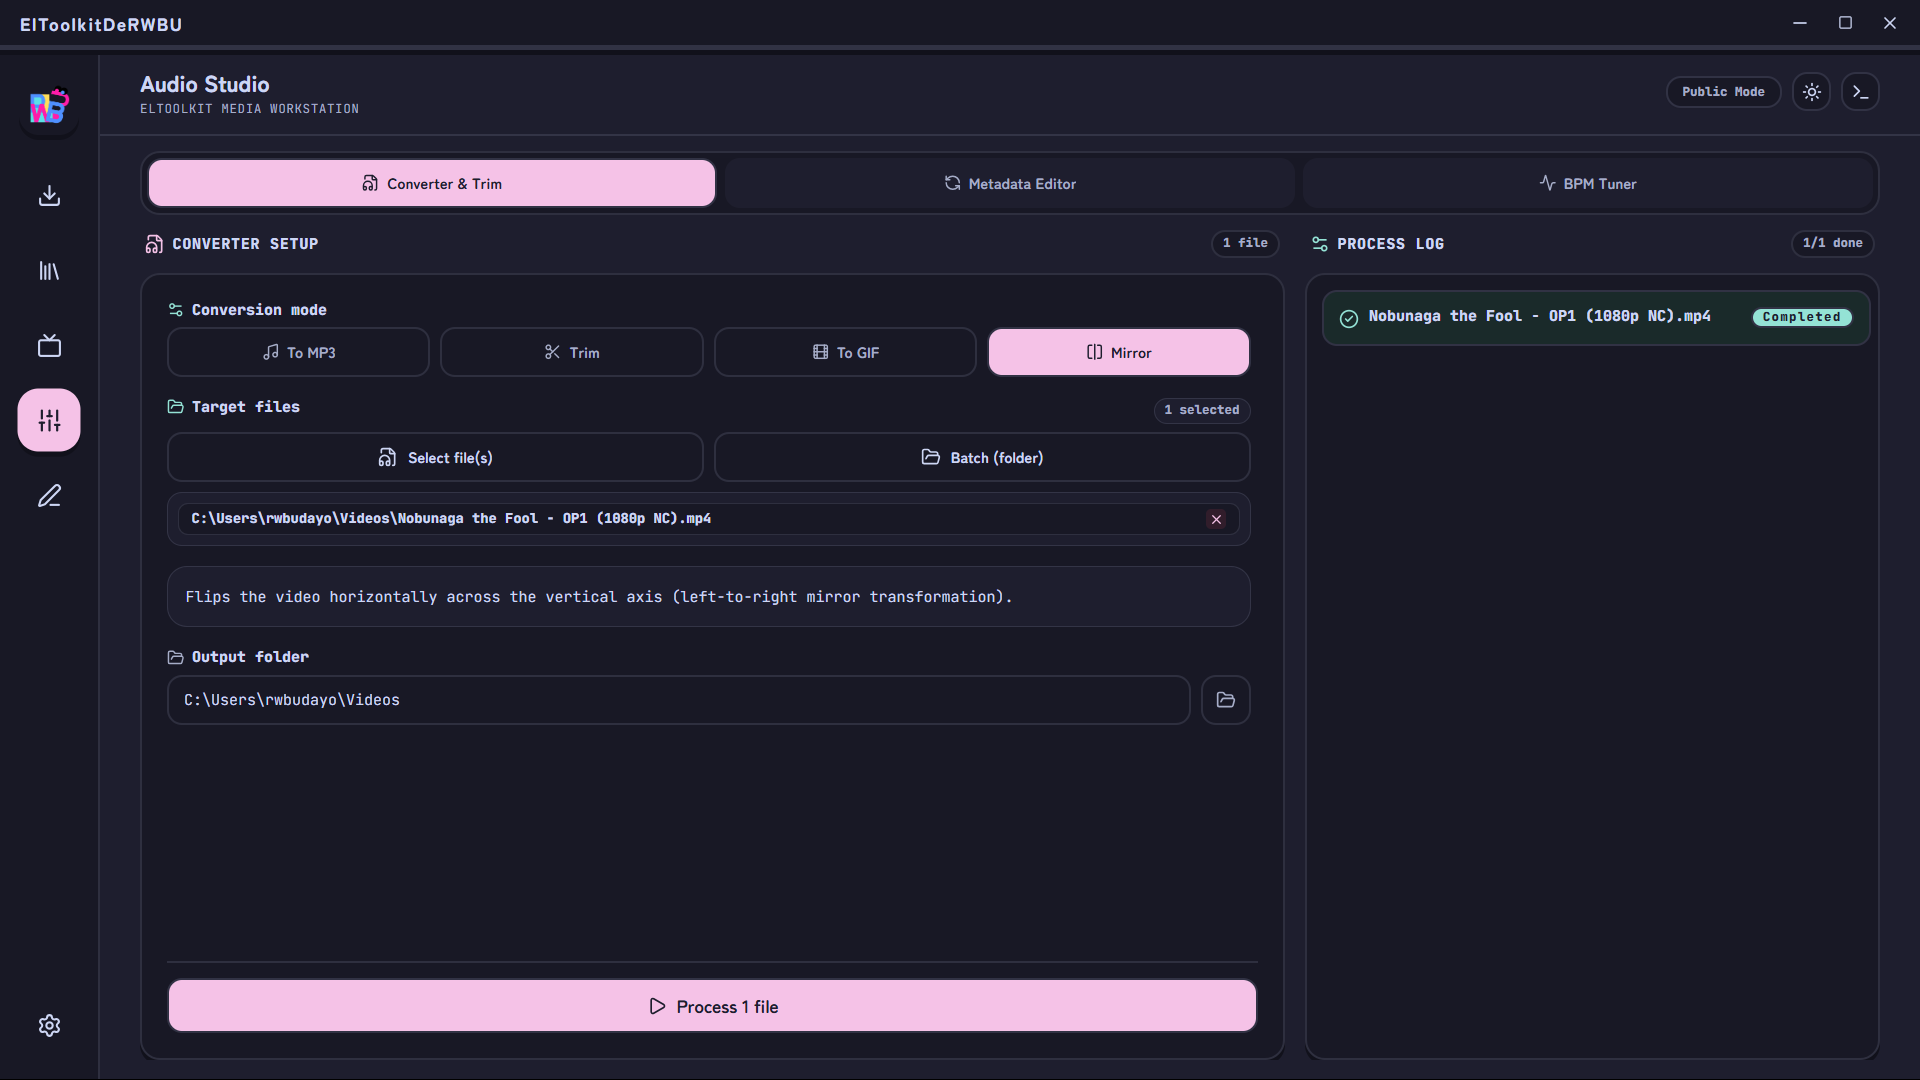 ElToolkitDeRWBU
Audio Studio
ELTOOLKIT MEDIA WORKSTATION
Public Mode
Converter & Trim
Metadata Editor
BPM Tuner
CONVERTER SETUP
1 file
PROCESS LOG
1/1 done
Conversion mode
To MP3
Trim
To GIF
Mirror
Nobunaga the Fool - OP1 (1080p NC).mp4
Completed
Target files
1 selected
Select file(s)
Batch (folder)
C:\Users\rwbudayo\Videos\Nobunaga the Fool - OP1 (1080p NC).mp4
Flips the video horizontally across the vertical axis (left-to-right mirror transformation).
Output folder
C:\Users\rwbudayo\Videos
Process 1 file